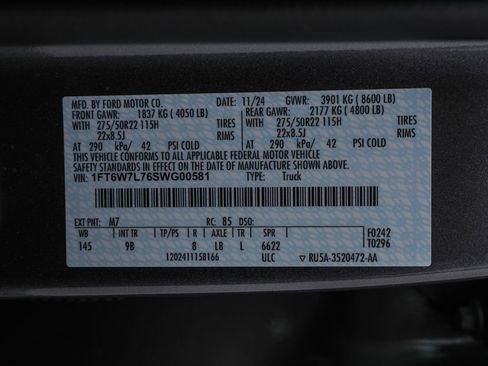 MFD. BY FORD MOTOR CO. DATE: 11/24 GVWR: 3901 KG ( 8600 LB)
FRONT GAWR: 1837 KG ( 4050 LB) REAR GAWR: 2177 KG ( 4800 LB)
WITH 275/50R22 115H TIRES WITH 275/50R22 115H TIRES
22x8.5J RIMS 22x8.5J RIMS
AT 290 kPa/ 42 PSI COLD AT 290 kPa/ 42 PSI COLD
THIS VEHICLE CONFORMS TO ALL APPLICABLE FEDERAL MOTOR VEHICLE
SAFETY STANDARDS IN EFFECT ON THE DATE OF MANUFACTURE SHOWN ABOVE.
VIN: 1FT6W7L76SWG00581 TYPE: Truck
EXT PNT: M7 RC: 85 DSO:
WB INT TR TP/PS R AXLE TR SPR F0242
145 9B 8 LB L 6622 T0296
1202411158166 ULC ▽ RU5A-3520472-AA